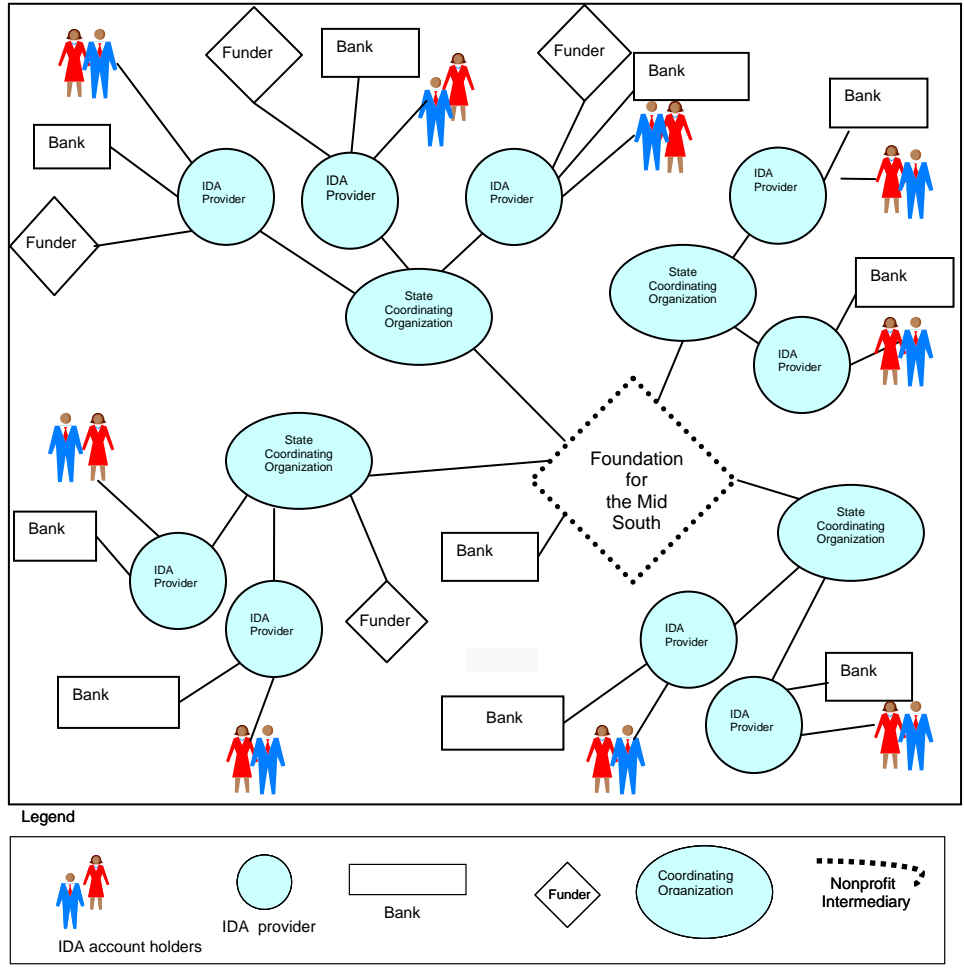 Funder
Bank
Funder
Bank
Bank
Bank
IDA
Provider
IDA
Provider
IDA
Provider
IDA
Provider
Funder
State
Coordinating
Organization
State
Coordinating
Organization
Bank
IDA
Provider
State
Coordinating
Organization
Foundation
for
the Mid
South
Bank
State
Coordinating
Organization
Bank
IDA
Provider
IDA
Provider
Funder
IDA
Provider
Bank
Bank
Bank
IDA
Provider
Legend
IDA account holders
IDA provider
Bank
Funder
Coordinating
Organization
Nonprofit
Intermediary